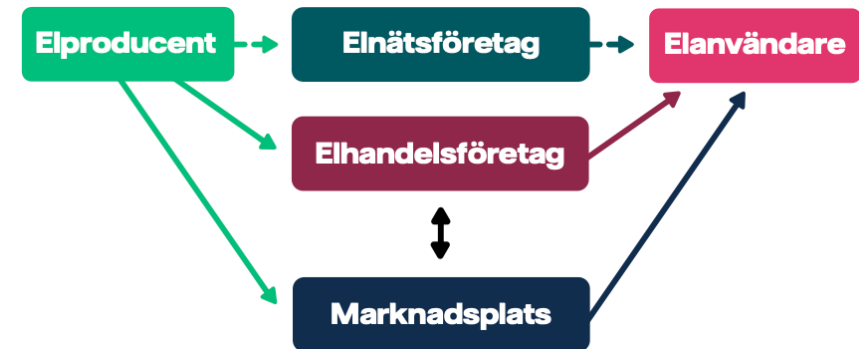 Elproducent
Elnätsföretag
Elanvändare
Elhandelsföretag
Marknadsplats